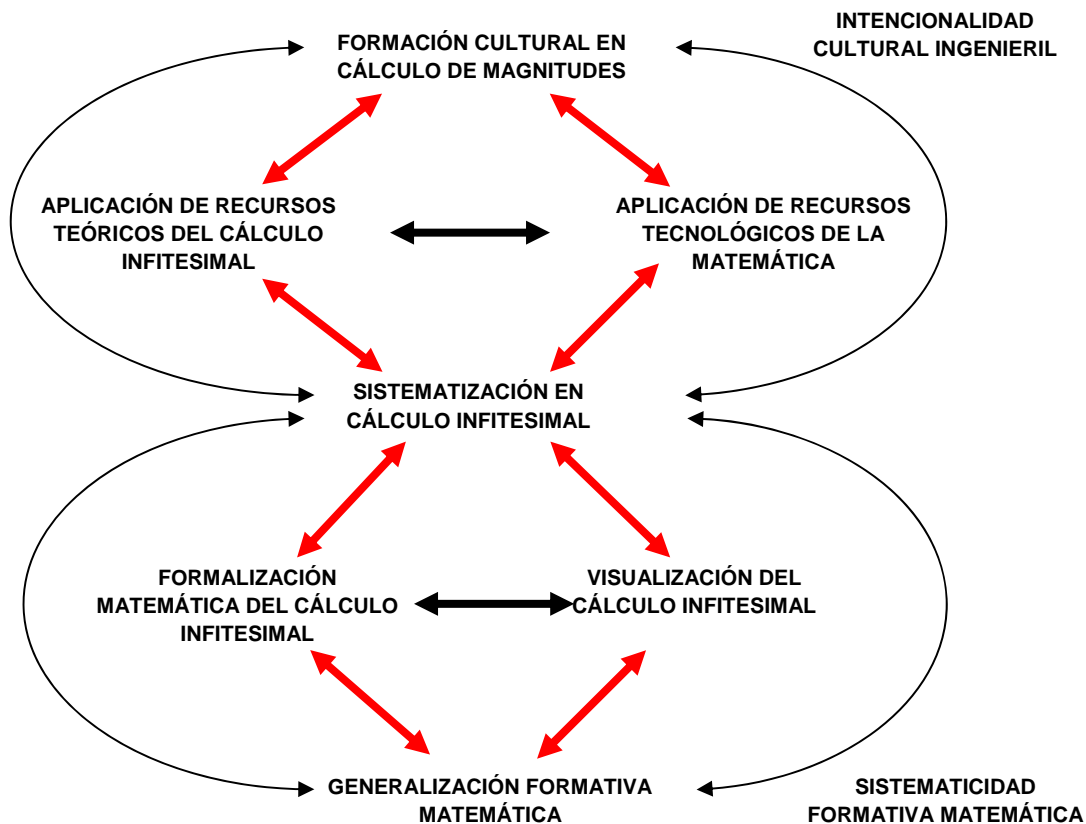 INTENCIONALIDAD
CULTURAL INGENIERIL
FORMACIÓN CULTURAL EN
CÁLCULO DE MAGNITUDES
APLICACIÓN DE RECURSOS
TEÓRICOS DEL CÁLCULO
INFITESIMAL
APLICACIÓN DE RECURSOS
TECNOLÓGICOS DE LA
MATEMÁTICA
SISTEMATIZACIÓN EN
CÁLCULO INFITESIMAL
FORMALIZACIÓN
MATEMÁTICA DEL CÁLCULO
INFITESIMAL
VISUALIZACIÓN DEL
CÁLCULO INFITESIMAL
GENERALIZACIÓN FORMATIVA
MATEMÁTICA
SISTEMATICIDAD
FORMATIVA MATEMÁTICA